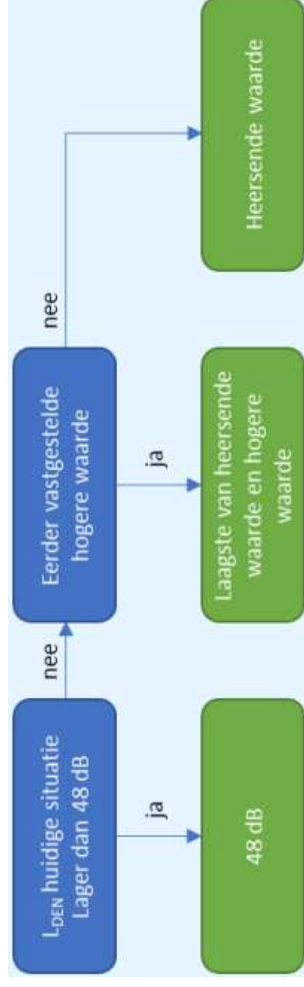 L_DEN huidige situatie
Lager dan 48 dB
nee
Eerder vastgestelde
hogere waarde
nee
ja
ja
48 dB
Laagste van heersende
waarde en hogere
waarde
Heersende waarde